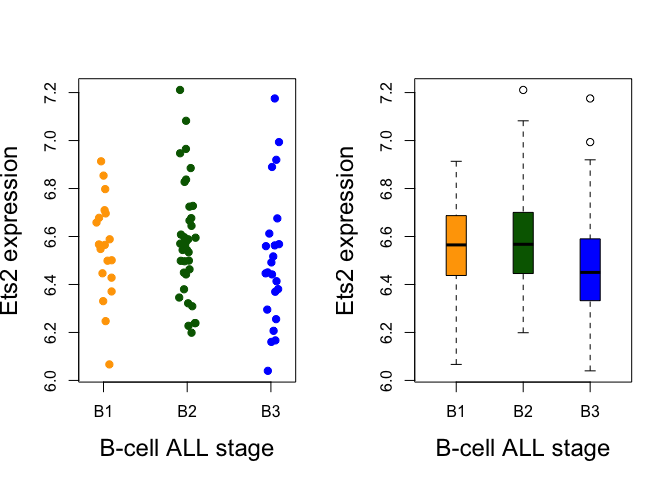 Ets2 expression
7.2
7.0
6.8
6.6
6.4
6.2
6.0
B1 B2 B3
B-cell ALL stage
Ets2 expression
7.2
7.0
6.8
6.6
6.4
6.2
6.0
B1 B2 B3
B-cell ALL stage